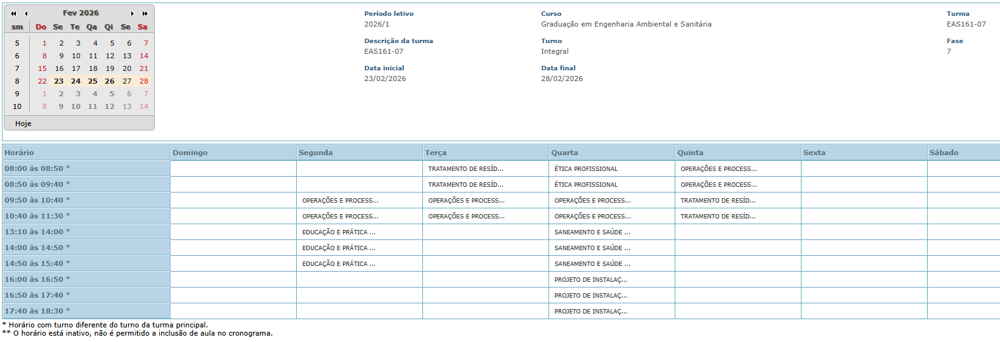 Fev 2026
sm Do Se Te Qa Qi Se Sa
5 1 2 3 4 5 6 7
6 8 9 10 11 12 13 14
7 15 16 17 18 19 20 21
8 22 23 24 25 26 27 28
9 1 2 3 4 5 6 7
10 8 9 10 11 12 13 14
Hoje
Período letivo Curso Turma
2026/1 Graduação em Engenharia Ambiental e Sanitária EAS161-07
Descrição da turma Turno Fase
EAS161-07 Integral 7
Data inicial Data final
23/02/2026 28/02/2026
Horário Domingo Segunda Terça Quarta Quinta Sexta Sábado
08:00 às 08:50 * TRATAMENTO DE RESÍD... ÉTICA PROFISSIONAL OPERAÇÕES E PROCESS...
08:50 às 09:40 * TRATAMENTO DE RESÍD... ÉTICA PROFISSIONAL OPERAÇÕES E PROCESS...
09:50 às 10:40 * OPERAÇÕES E PROCESS... OPERAÇÕES E PROCESS... OPERAÇÕES E PROCESS... TRATAMENTO DE RESÍD...
10:40 às 11:30 * OPERAÇÕES E PROCESS... OPERAÇÕES E PROCESS... OPERAÇÕES E PROCESS... TRATAMENTO DE RESÍD...
13:10 às 14:00 * EDUCAÇÃO E PRÁTICA ... SANEAMENTO E SAÚDE ...
14:00 às 14:50 * EDUCAÇÃO E PRÁTICA ... SANEAMENTO E SAÚDE ...
14:50 às 15:40 * EDUCAÇÃO E PRÁTICA ... SANEAMENTO E SAÚDE ...
16:00 às 16:50 * PROJETO DE INSTALAÇ...
16:50 às 17:40 * PROJETO DE INSTALAÇ...
17:40 às 18:30 * PROJETO DE INSTALAÇ...
* Horário com turno diferente do turno da turma principal.
** O horário está inativo, não é permitido a inclusão de aula no cronograma.